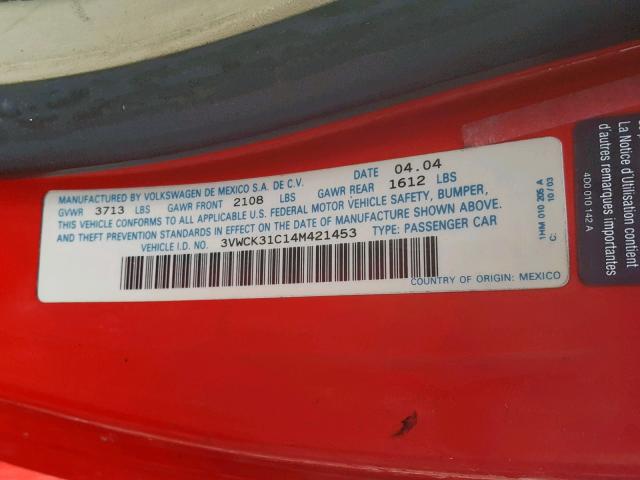 MANUFACTURED BY VOLKSWAGEN DE MEXICO S.A. DE C.V. DATE 04.04
GVWR 3713 LBS GAWR FRONT 2108 LBS GAWR REAR 1612 LBS
THIS VEHICLE CONFORMS TO ALL APPLICABLE U.S. FEDERAL MOTOR VEHICLE SAFETY, BUMPER,
AND THEFT PREVENTION STANDARDS IN EFFECT ON THE DATE OF MANUFACTURE SHOWN ABOVE.
VEHICLE I.D. NO. 3VWCK31C14M421453 TYPE: PASSENGER CAR
COUNTRY OF ORIGIN: MEXICO
1HM 010 205 A
C: 10/03
La Notice d'Utilisation contient
d'autres remarques importantes
4D0 010 142 A